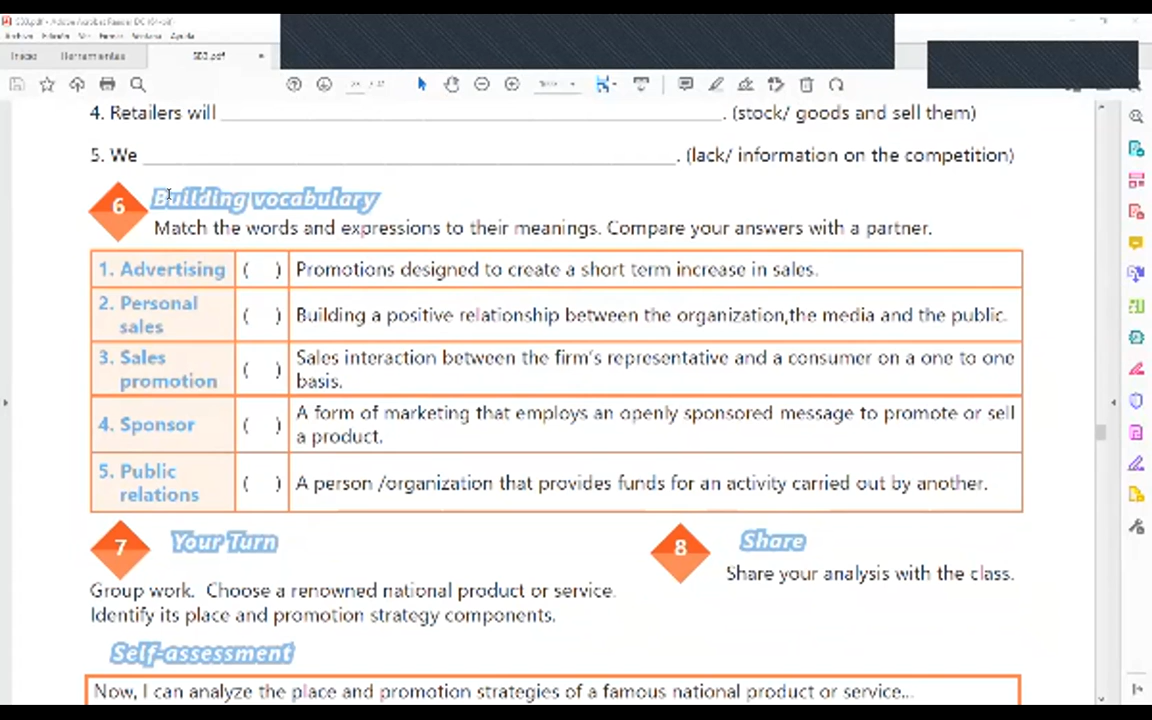 Inicio Herramientas
4. Retailers will ______. (stock/ goods and sell them)
5. We ______. (lack/ information on the competition)
6 Building vocabulary
Match the words and expressions to their meanings. Compare your answers with a partner.
1. Advertising ( ) Promotions designed to create a short term increase in sales.
2. Personal sales ( ) Building a positive relationship between the organization,the media and the public.
3. Sales promotion ( ) Sales interaction between the firm's representative and a consumer on a one to one
basis.
4. Sponsor ( ) A form of marketing that employs an openly sponsored message to promote or sell
a product.
5. Public relations ( ) A person /organization that provides funds for an activity carried out by another.
7 Your Turn
Group work. Choose a renowned national product or service.
Identify its place and promotion strategy components.
8 Share
Share your analysis with the class.
Self-assessment
Now, I can analyze the place and promotion strategies of a famous national product or service...